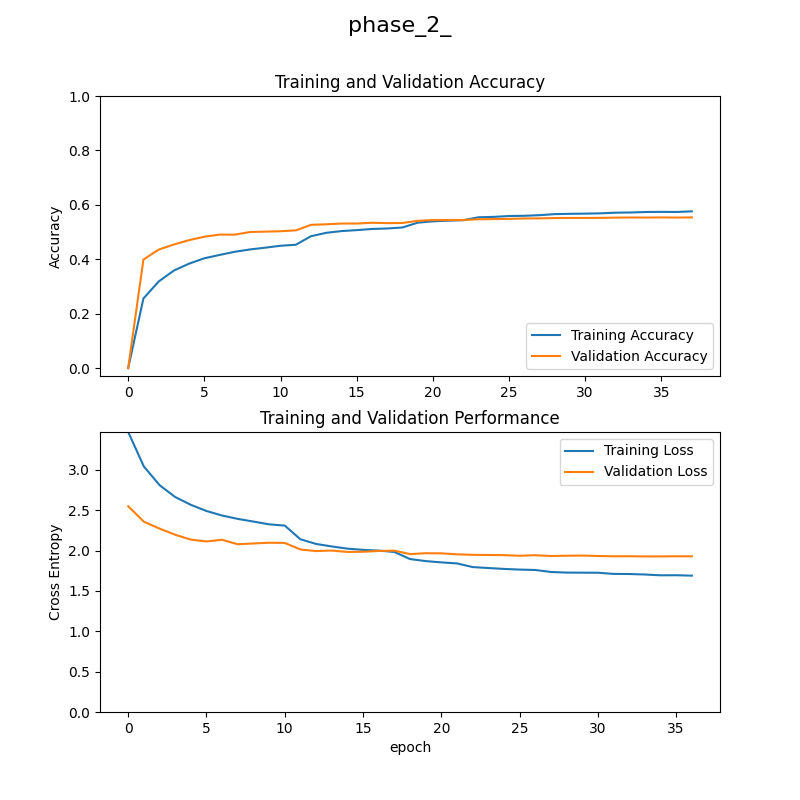 phase_2_
Training and Validation Accuracy
1.0
0.8
0.6
0.4
0.2
0.0
Accuracy
Training Accuracy
Validation Accuracy
0 5 10 15 20 25 30 35
Training and Validation Performance
3.0
2.5
2.0
1.5
1.0
0.5
0.0
Cross Entropy
Training Loss
Validation Loss
0 5 10 15 20 25 30 35
epoch